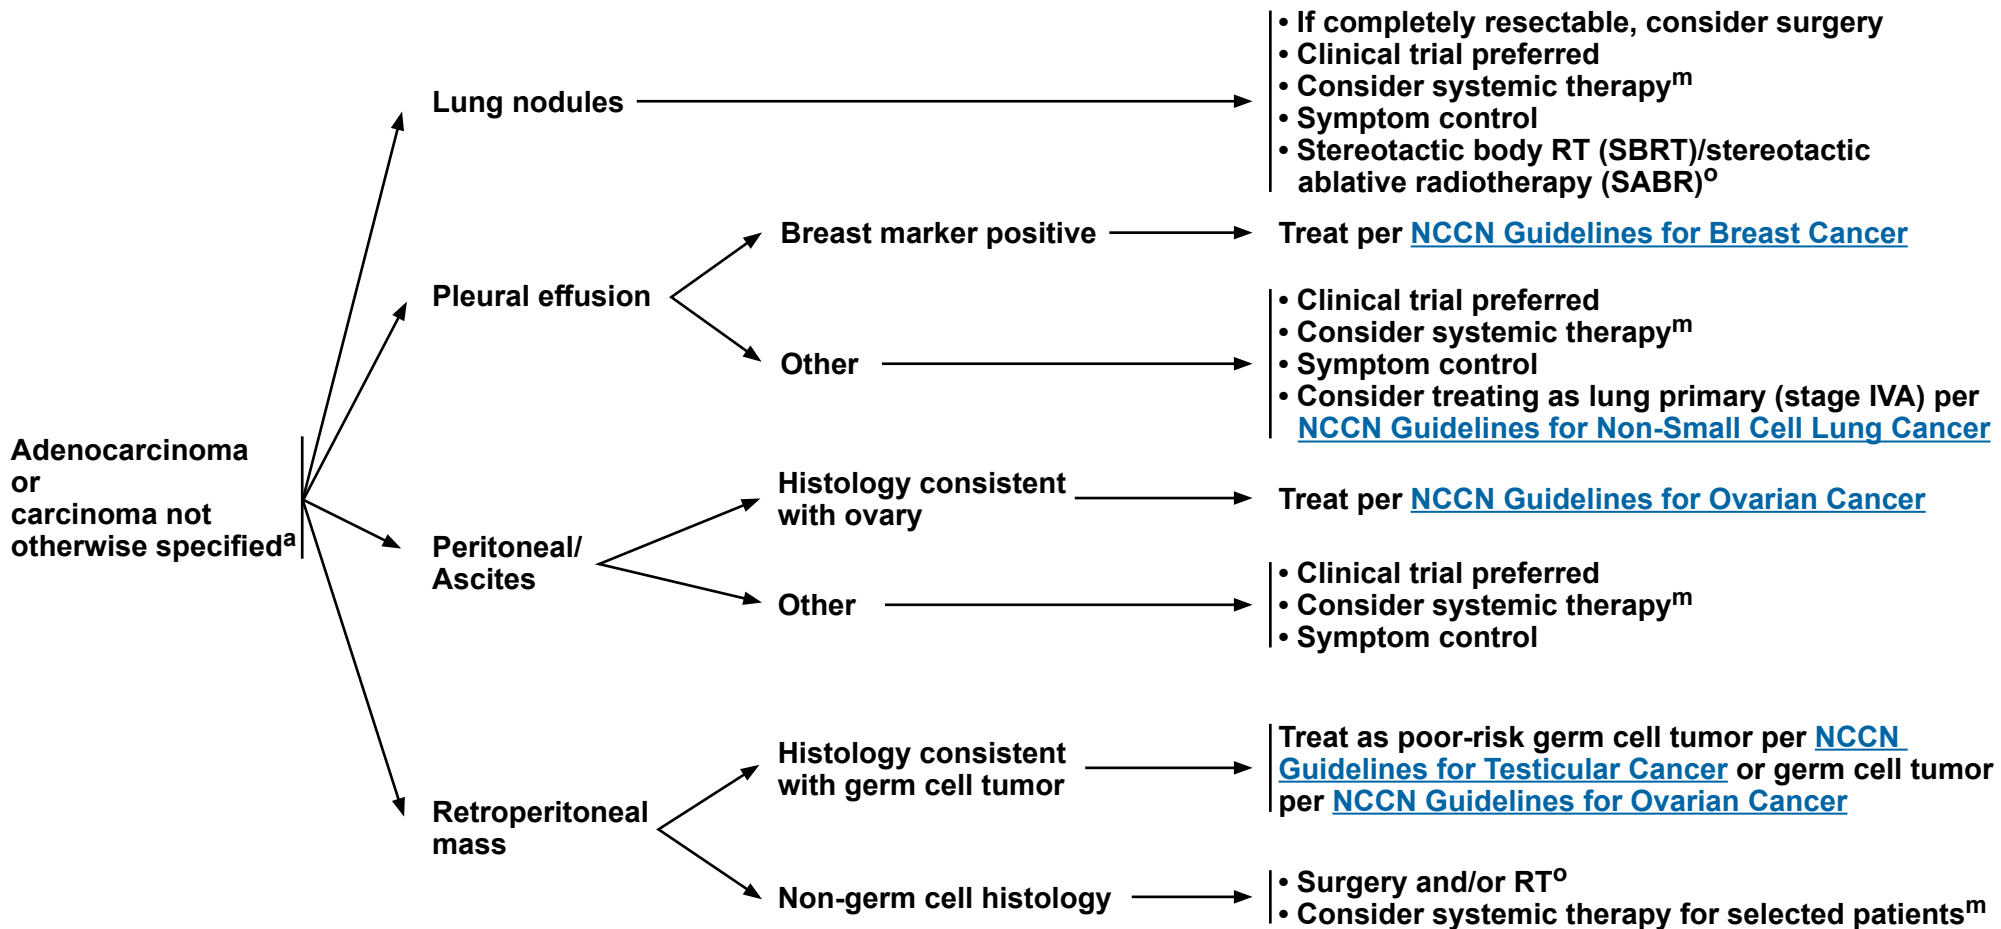 Adenocarcinoma
or
carcinoma not
otherwise specifiedᵃ
Lung nodules
• If completely resectable, consider surgery
• Clinical trial preferred
• Consider systemic therapyᵐ
• Symptom control
• Stereotactic body RT (SBRT)/stereotactic
ablative radiotherapy (SABR)ᵒ
Pleural effusion
Breast marker positive
Treat per NCCN Guidelines for Breast Cancer
Other
• Clinical trial preferred
• Consider systemic therapyᵐ
• Symptom control
• Consider treating as lung primary (stage IVA) per
NCCN Guidelines for Non-Small Cell Lung Cancer
Peritoneal/
Ascites
Histology consistent
with ovary
Treat per NCCN Guidelines for Ovarian Cancer
Other
• Clinical trial preferred
• Consider systemic therapyᵐ
• Symptom control
Retroperitoneal
mass
Histology consistent
with germ cell tumor
Treat as poor-risk germ cell tumor per NCCN
Guidelines for Testicular Cancer or germ cell tumor
per NCCN Guidelines for Ovarian Cancer
Non-germ cell histology
• Surgery and/or RTᵒ
• Consider systemic therapy for selected patientsᵐ